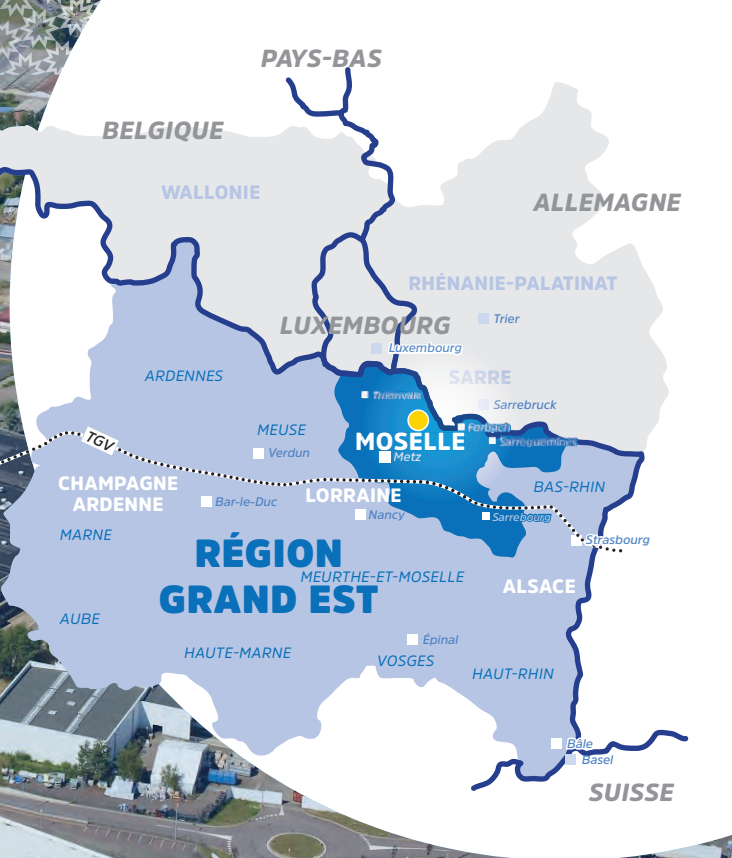 PAYS-BAS
BELGIQUE
WALLONIE
ALLEMAGNE
RHÉNANIE-PALATINAT
Trier
LUXEMBOURG
Luxembourg
ARDENNES
SARRE
Thionville
Sarrebruck
MEUSE
Forbach
TGV
MOSELLE
Sarreguemines
Verdun
Metz
CHAMPAGNE
ARDENNE
LORRAINE
BAS-RHIN
Bar-le-Duc
Nancy
Sarrebourg
MARNE
Strasbourg
RÉGION
GRAND EST
MEURTHE-ET-MOSELLE
ALSACE
AUBE
Épinal
HAUTE-MARNE
VOSGES
HAUT-RHIN
Bâle
Basel
SUISSE